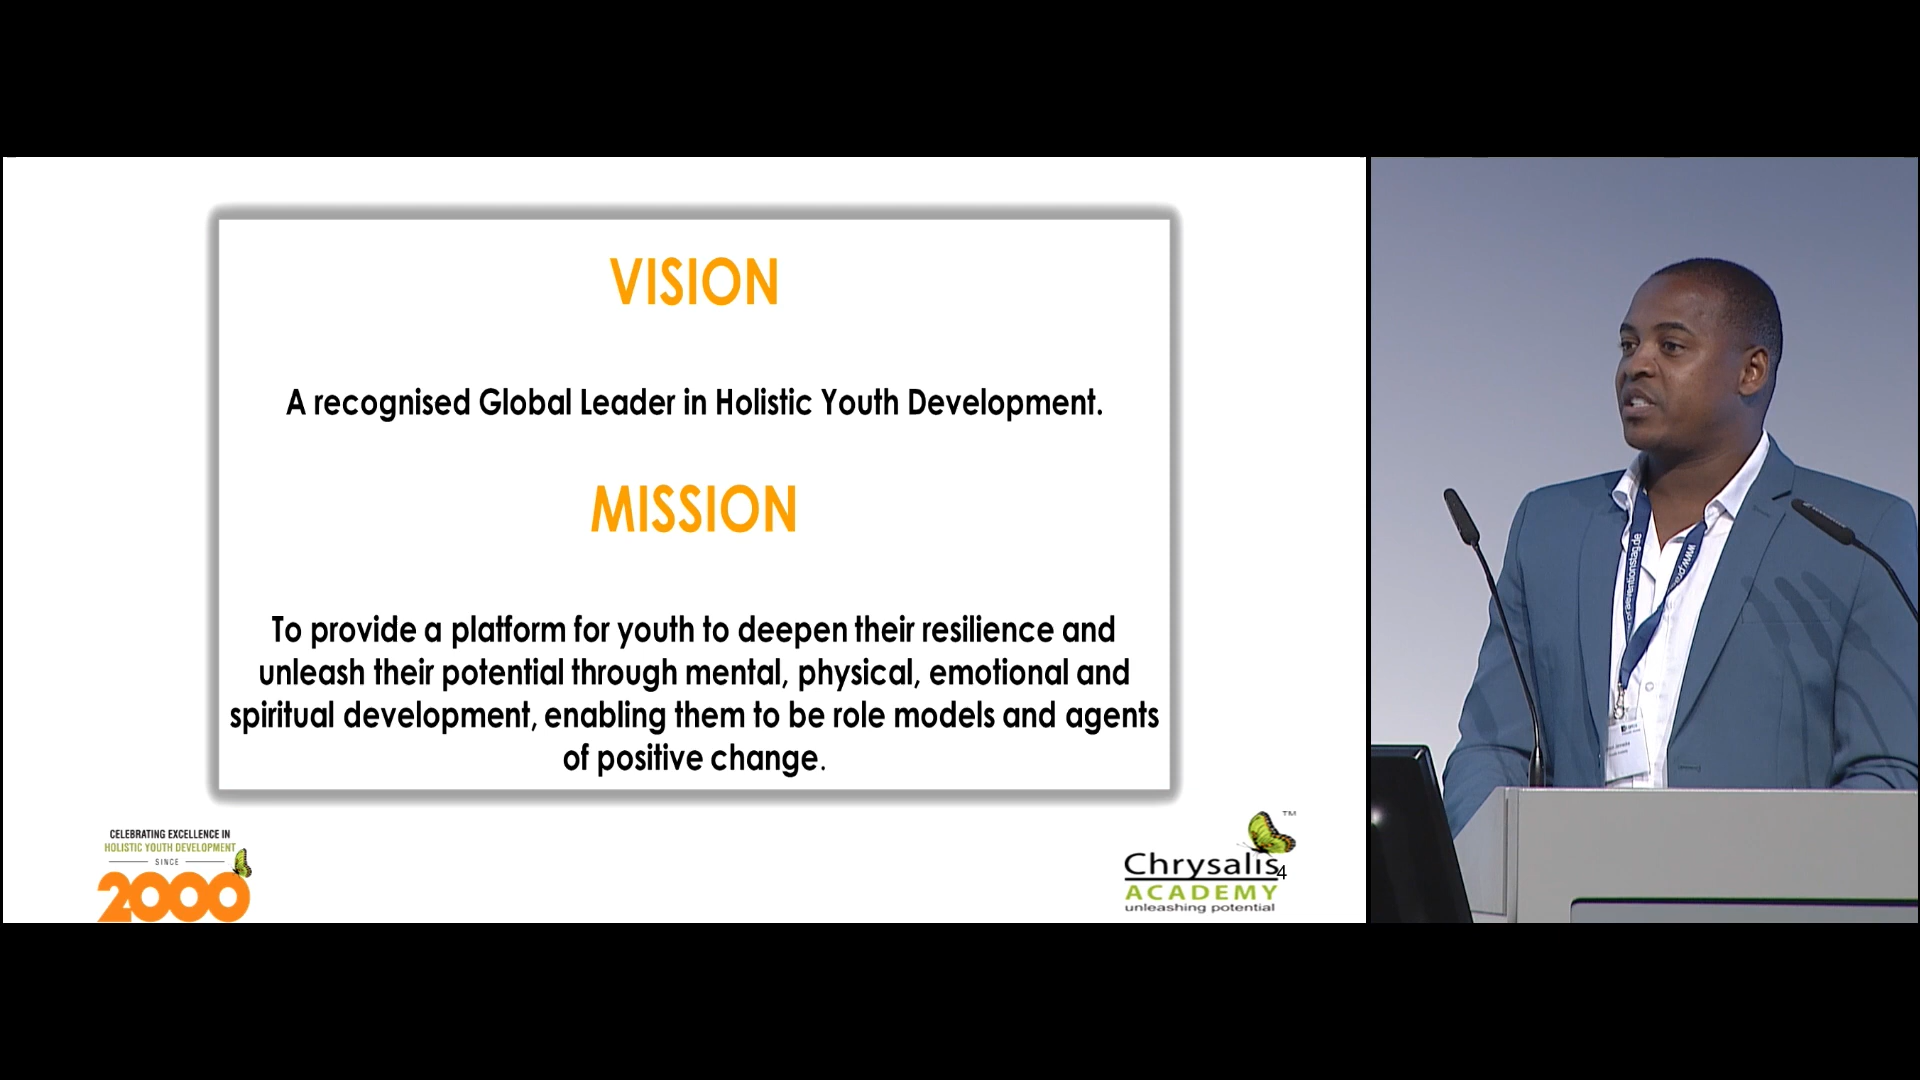 VISION
A recognised Global Leader in Holistic Youth Development.
MISSION
To provide a platform for youth to deepen their resilience and
unleash their potential through mental, physical, emotional and
spiritual development, enabling them to be role models and agents
of positive change.
CELEBRATING EXCELLENCE IN
HOLISTIC YOUTH DEVELOPMENT
SINCE
2000
TM
Chrysalis
4
ACADEMY
unleashing potential